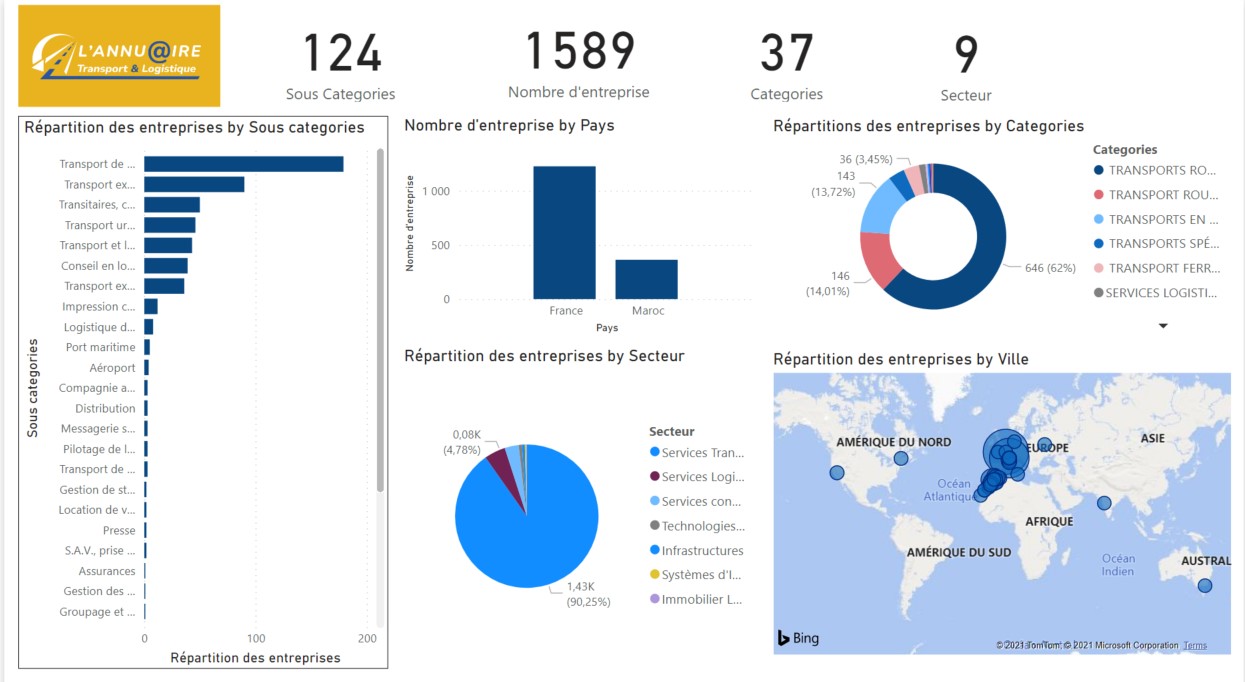 L'ANNU@IRE
Transport & Logistique
124
Sous Categories
1589
Nombre d'entreprise
37
Categories
9
Secteur
Répartition des entreprises by Sous categories
Sous categories
Transport de ...
Transport ex...
Transitaires, c...
Transport ur...
Transport et l...
Conseil en lo...
Transport ex...
Impression c...
Logistique d...
Port maritime
Aéroport
Compagnie a...
Distribution
Messagerie s...
Pilotage de l...
Transport de ...
Gestion de st...
Location de v...
Presse
S.A.V., prise ...
Assurances
Gestion des ...
Groupage et ...
0 100 200
Répartition des entreprises
Nombre d'entreprise by Pays
Nombre d'entreprise
1 000
500
0
France Maroc
Pays
Répartitions des entreprises by Categories
36 (3,45%)
143
(13,72%)
146
(14,01%)
646 (62%)
Categories
TRANSPORTS RO...
TRANSPORT ROU...
TRANSPORTS EN ...
TRANSPORTS SPÉ...
TRANSPORT FERR...
SERVICES LOGISTI...
Répartition des entreprises by Secteur
0,08K
(4,78%)
1,43K
(90,25%)
Secteur
Services Tran...
Services Logi...
Services con...
Technologies...
Infrastructures
Systèmes d'I...
Immobilier L...
Répartition des entreprises by Ville
AMÉRIQUE DU NORD
EUROPE
ASIE
Océan
Atlantique
AFRIQUE
AMÉRIQUE DU SUD
Océan
Indien
AUSTRAL
Bing
© 2021 TomTom, © 2021 Microsoft Corporation Terms